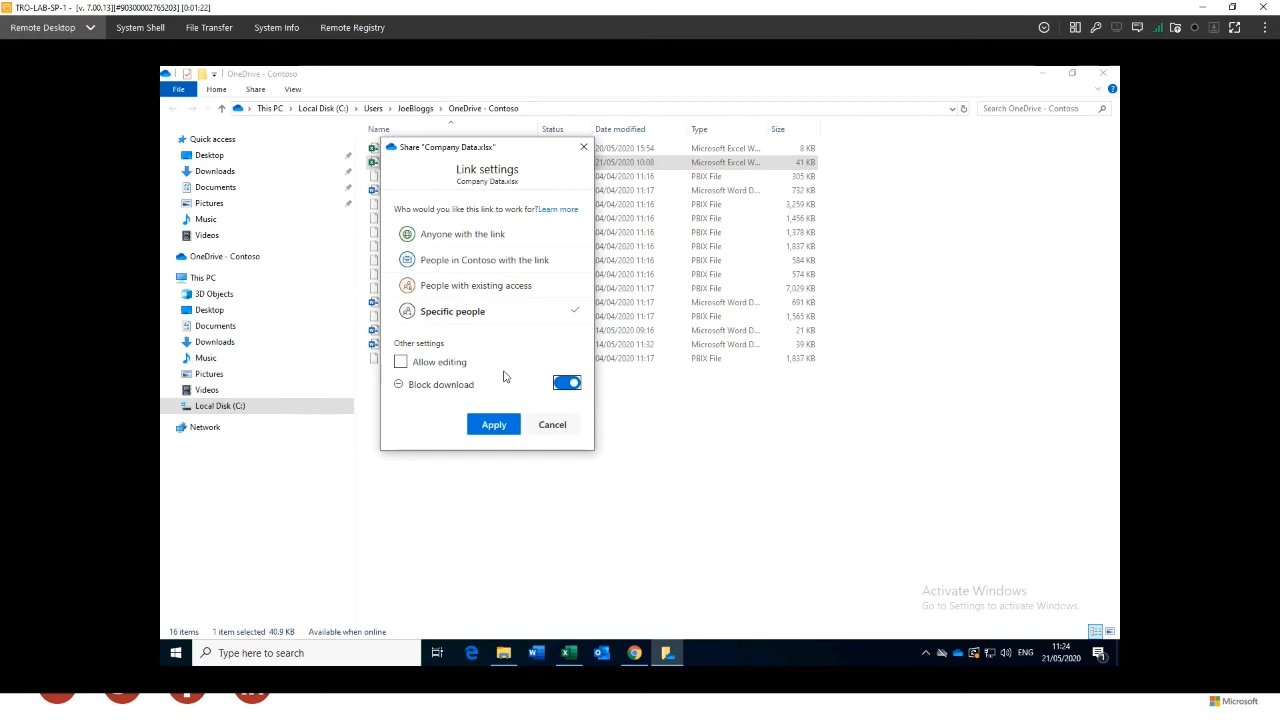 TRO-LAB-SP-1 - [v. 7.00.13][#90300002765203] [0:01:22]
Remote Desktop System Shell File Transfer System Info Remote Registry
OneDrive - Contoso
File Home Share View
This PC Local Disk (C:) Users JoeBloggs OneDrive - Contoso Search OneDrive - Contoso
Name Status Date modified Type Size
Quick access
Desktop
Downloads
Documents
Pictures
Music
Videos
OneDrive - Contoso
This PC
3D Objects
Desktop
Documents
Downloads
Music
Pictures
Videos
Local Disk (C:)
Network
Share "Company Data.xlsx"
Link settings
Company Data.xlsx
Who would you like this link to work for? Learn more
Anyone with the link
People in Contoso with the link
People with existing access
Specific people
Other settings
Allow editing
Block download
Apply Cancel
20/05/2020 15:54 Microsoft Excel W... 8 KB
21/05/2020 10:08 Microsoft Excel W... 41 KB
04/04/2020 11:16 PBIX File 305 KB
04/04/2020 11:17 Microsoft Word D... 732 KB
04/04/2020 11:16 PBIX File 3,259 KB
04/04/2020 11:16 PBIX File 1,456 KB
04/04/2020 11:16 PBIX File 1,378 KB
04/04/2020 11:16 PBIX File 1,837 KB
04/04/2020 11:16 PBIX File 584 KB
04/04/2020 11:16 PBIX File 574 KB
04/04/2020 11:17 PBIX File 7,029 KB
04/04/2020 11:17 Microsoft Word D... 691 KB
04/04/2020 11:17 PBIX File 1,565 KB
14/05/2020 09:16 Microsoft Word D... 21 KB
14/05/2020 11:32 Microsoft Word D... 39 KB
04/04/2020 11:17 PBIX File 1,837 KB
Activate Windows
Go to Settings to activate Windows.
16 items 1 item selected 40.9 KB Available when online
Type here to search
ENG
11:24
21/05/2020
1
Microsoft